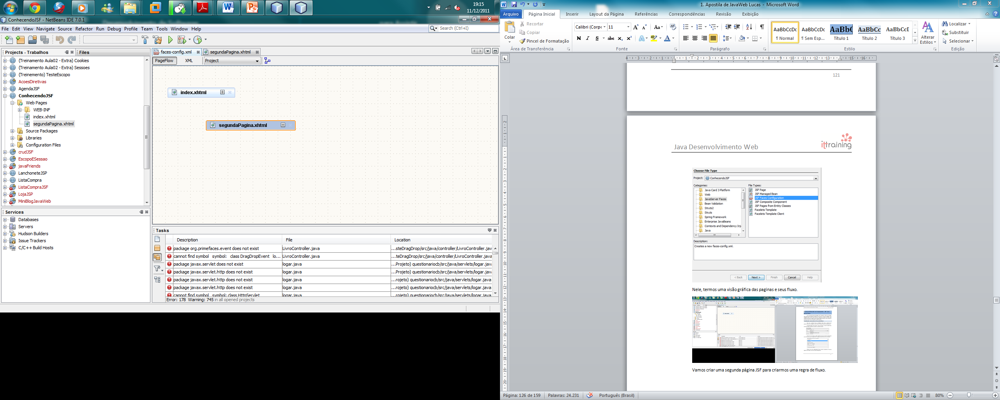 19:15
11/12/2011
ConhecendoJSF - NetBeans IDE 7.0.1
File Edit View Navigate Source Refactor Run Debug Profile Team Tools Window Help
Search (Ctrl+I)
Projects - Trabalhos
Files
(Treinamento Aula02 - Extra) Cookies
(Treinamento Aula02 - Extra) Sessoes
(Treinemento) TesteEscopo
AcoesDiretivas
AgendaJSF
ConhecendoJSF
Web Pages
WEB-INF
index.xhtml
segundaPagina.xhtml
Source Packages
Libraries
Configuration Files
crudJSF
EscopoESessao
javaFriends
LanchoneteJSP
ListaCompra
ListaCompraJSF
LojaJSP
MiniBlogJavaWeb
Services
Databases
Servers
Hudson Builders
Issue Trackers
C/C++ Build Hosts
faces-config.xml
segundaPagina.xhtml
PageFlow XML Project
index.xhtml
segundaPagina.xhtml
Tasks
Description File Location
package org.primefaces.event does not exist LivroController.java ...steDragDrop/src/java/controller/LivroController.jav
cannot find symbol symbol: class DragDropEvent lo... LivroController.java ...teDragDrop/src/java/controller/LivroController.java
package javax.servlet does not exist logar.java ...Projeto) questionariocb/src/java/servlets/logar.java
package javax.servlet.http does not exist logar.java ...Projeto) questionariocb/src/java/servlets/logar.java
package javax.servlet.http does not exist logar.java ...rojeto) questionariocb/src/java/servlets/logar.java
package javax.servlet.http does not exist logar.java ...rojeto) questionariocb/src/java/servlets/logar.java
cannot find symbol symbol: class HttpServlet logar.java ...rojeto) questionariocb/src/java/servlets/logar.java
Error: 178 Warning: 745 in all opened projects
1. Apostila de JavaWeb Lucas - Microsoft Word
Arquivo Página Inicial Inserir Layout da Página Referências Correspondências Revisão Exibição
Colar
Recortar
Copiar
Pincel de Formatação
Área de Transferência
Calibri (Corpo 11
N I S abc x₂ x²
Fonte
Parágrafo
AaBbCcDc AaBbCcDc AaBbC AaBbCc AaBbCcI
¶ Normal ¶ Sem Esp... Título 1 Título 2 Título 3
Alterar Estilos
Estilo
Localizar
Substituir
Selecionar
Edição
121
Java Desenvolvimento Web
ittraining
Choose File Type
Project: ConhecendoJSF
Categories:
Java Card 3 Platform
Web
JavaServer Faces
Bean Validation
Struts2
Struts
Spring Framework
Enterprise JavaBeans
Contexts and Dependency Inj
Java
File Types:
JSF Page
JSF Managed Bean
JSF Faces Configuration
JSF Composite Component
JSF Pages from Entity Classes
Facelets Template
Facelets Template Client
Description:
Creates a new faces-config.xml.
< Back Next > Finish Cancel Help
Nele, termos uma visão gráfica das paginas e seus fluxo.
Vamos criar uma segunda página JSF para criarmos uma regra de fluxo.
Página: 126 de 159 Palavras: 24.231 Português (Brasil) 80%